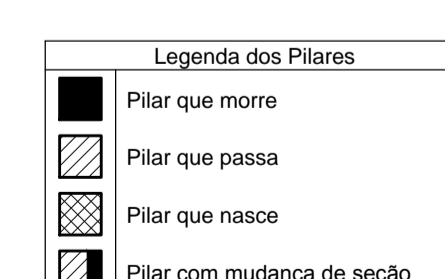 Legenda dos Pilares
Pilar que morre
Pilar que passa
Pilar que nasce
Pilar com mudança de seção